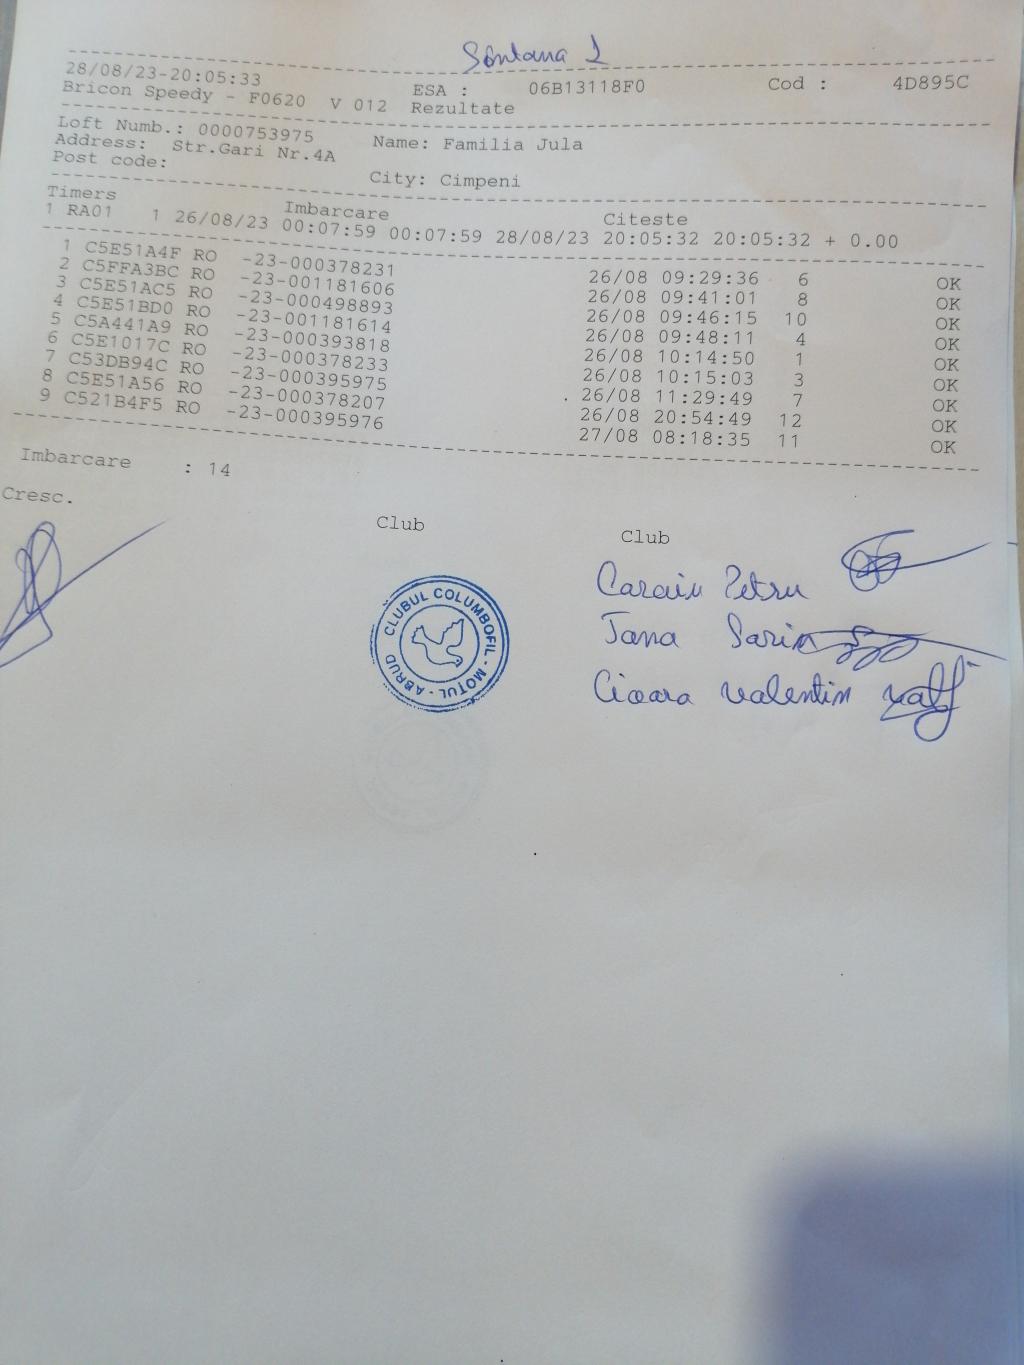 Sântana 1
28/08/23-20:05:33
Bricon Speedy - F0620 V 012 ESA : 06B13118F0 Cod : 4D895C
Rezultate
Loft Numb.: 0000753975 Name: Familia Jula
Address: Str.Gari Nr.4A
Post code: City: Cimpeni
Timers Imbarcare Citeste
1 RA01 1 26/08/23 00:07:59 00:07:59 28/08/23 20:05:32 20:05:32 + 0.00
1 C5E51A4F RO -23-000378231 26/08 09:29:36 6 OK
2 C5FFA3BC RO -23-001181606 26/08 09:41:01 8 OK
3 C5E51AC5 RO -23-000498893 26/08 09:46:15 10 OK
4 C5E51BD0 RO -23-001181614 26/08 09:48:11 4 OK
5 C5A441A9 RO -23-000393818 26/08 10:14:50 1 OK
6 C5E1017C RO -23-000378233 26/08 10:15:03 3 OK
7 C53DB94C RO -23-000395975 26/08 11:29:49 7 OK
8 C5E51A56 RO -23-000378207 26/08 20:54:49 12 OK
9 C521B4F5 RO -23-000395976 27/08 08:18:35 11 OK
Imbarcare : 14
Cresc. Club Club
Petru
CLUBUL COLUMBOFIL - MOȚUL - ABRUD
Sorin
Valentin